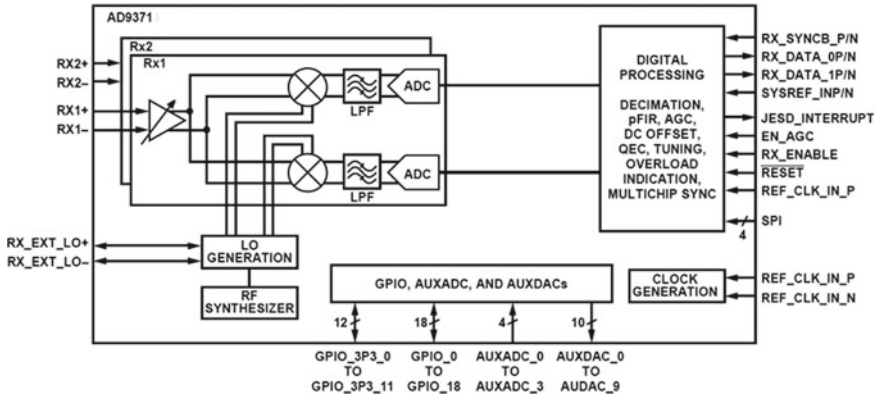 AD9371
Rx2
Rx1
RX2+
RX2–
RX1+
RX1–
LPF
ADC
LPF
ADC
RX_EXT_LO+
RX_EXT_LO–
LO
GENERATION
RF
SYNTHESIZER
DIGITAL
PROCESSING
DECIMATION,
pFIR, AGC,
DC OFFSET,
QEC, TUNING,
OVERLOAD
INDICATION,
MULTICHIP SYNC
RX_SYNCB_P/N
RX_DATA_0P/N
RX_DATA_1P/N
SYSREF_INP/N
JESD_INTERRUPT
EN_AGC
RX_ENABLE
RESET
REF_CLK_IN_P
SPI
4
GPIO, AUXADC, AND AUXDACs
CLOCK
GENERATION
REF_CLK_IN_P
REF_CLK_IN_N
12
18
4
10
GPIO_3P3_0
TO
GPIO_3P3_11
GPIO_0
TO
GPIO_18
AUXADC_0
TO
AUXADC_3
AUXDAC_0
TO
AUDAC_9